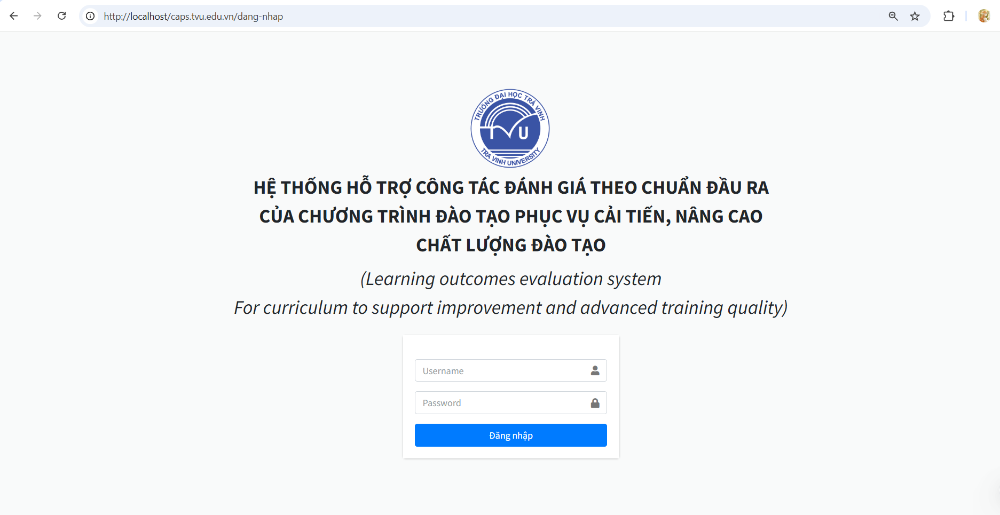 http://localhost/caps.tvu.edu.vn/dang-nhap
TRƯỜNG ĐẠI HỌC TRÀ VINH
TVU
TRA VINH UNIVERSITY
HỆ THỐNG HỖ TRỢ CÔNG TÁC ĐÁNH GIÁ THEO CHUẨN ĐẦU RA
CỦA CHƯƠNG TRÌNH ĐÀO TẠO PHỤC VỤ CẢI TIẾN, NÂNG CAO
CHẤT LƯỢNG ĐÀO TẠO
(Learning outcomes evaluation system
For curriculum to support improvement and advanced training quality)
Username
Password
Đăng nhập